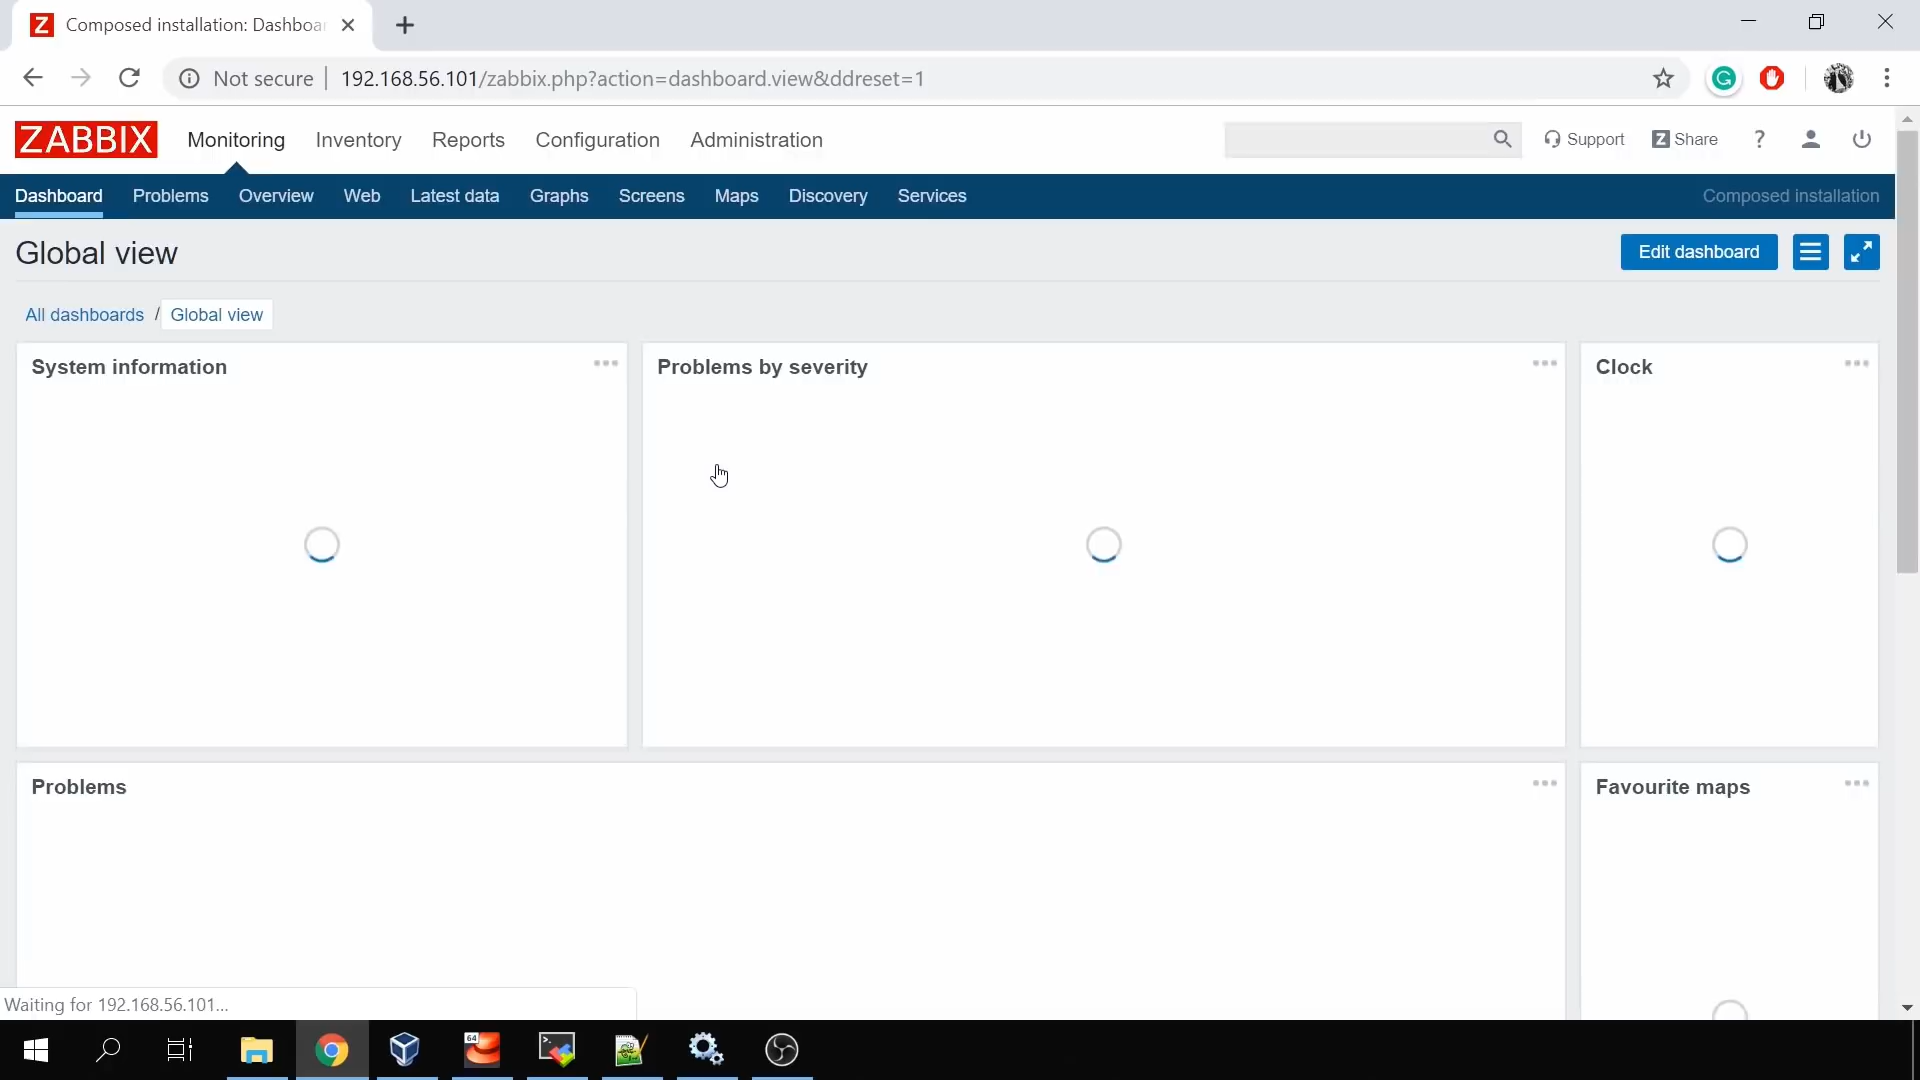 Z Composed installation: Dashboar
Not secure | 192.168.56.101/zabbix.php?action=dashboard.view&ddreset=1
ZABBIX Monitoring Inventory Reports Configuration Administration Support Z Share ?
Dashboard Problems Overview Web Latest data Graphs Screens Maps Discovery Services Composed installation
Global view Edit dashboard
All dashboards / Global view
System information Problems by severity Clock
Problems Favourite maps
Waiting for 192.168.56.101...
64